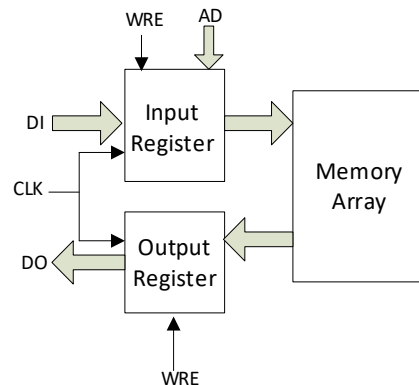 WRE
AD
DI
Input
Register
CLK
Memory
Array
Output
Register
DO
WRE